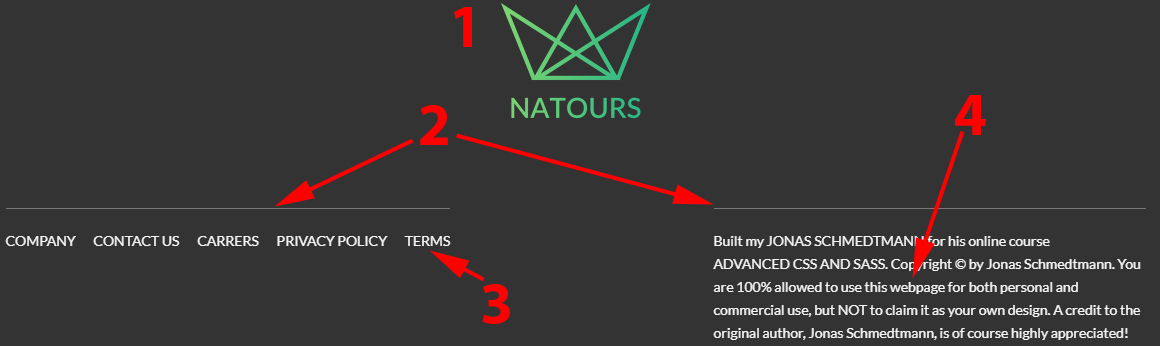 1
NATOURS
2
4
COMPANY CONTACT US CARRERS PRIVACY POLICY TERMS
3
Built my JONAS SCHMEDTMANN for his online course
ADVANCED CSS AND SASS. Copyright © by Jonas Schmedtmann. You
are 100% allowed to use this webpage for both personal and
commercial use, but NOT to claim it as your own design. A credit to the
original author, Jonas Schmedtmann, is of course highly appreciated!